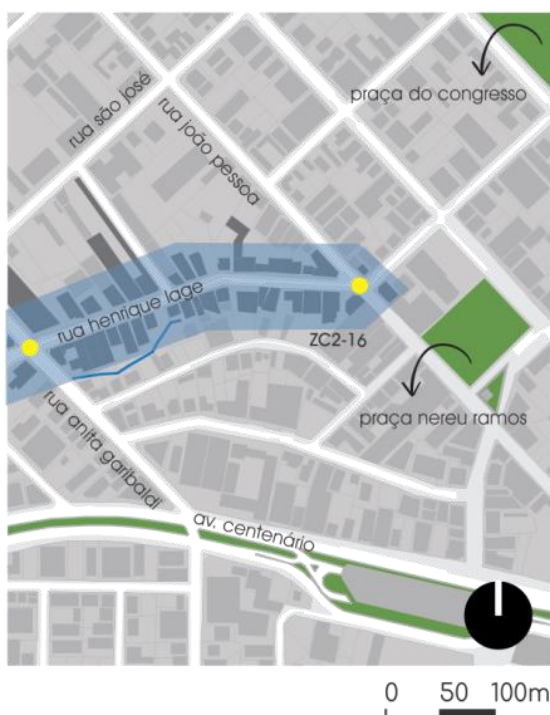 praça do congresso
rua são josé
rua joão pessoa
rua henrique lage
ZC2-16
praça nereu ramos
rua anita garibaldi
av. centenário
0 50 100m